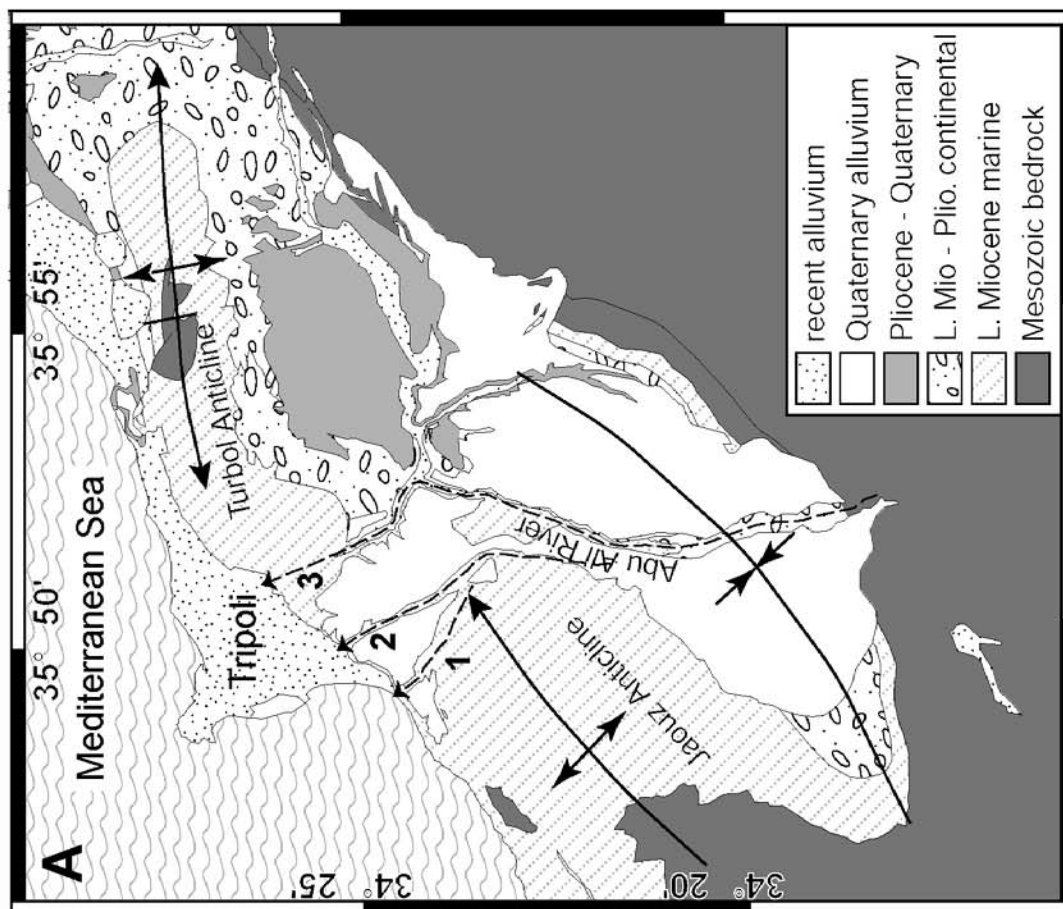 A
Mediterranean Sea
35° 50'
35° 55'
34° 25'
34° 20'
Tripoli
Turbol Anticline
1
2
3
Abu Ali River
Jaouz Anticline
recent alluvium
Quaternary alluvium
Pliocene - Quaternary
L. Mio - Plio. continental
L. Miocene marine
Mesozoic bedrock